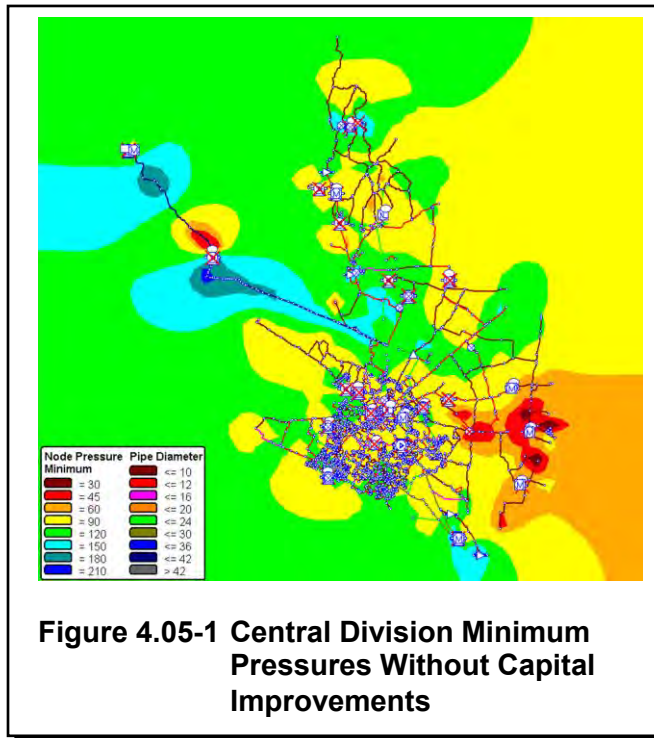 Node Pressure Minimum
= 30
= 45
= 60
= 90
= 120
= 150
= 180
= 210
Pipe Diameter
<= 10
<= 12
<= 16
<= 20
<= 24
<= 30
<= 36
<= 42
> 42
M
M
M
M
M
M
M
M
M
Figure 4.05-1 Central Division Minimum
Pressures Without Capital
Improvements